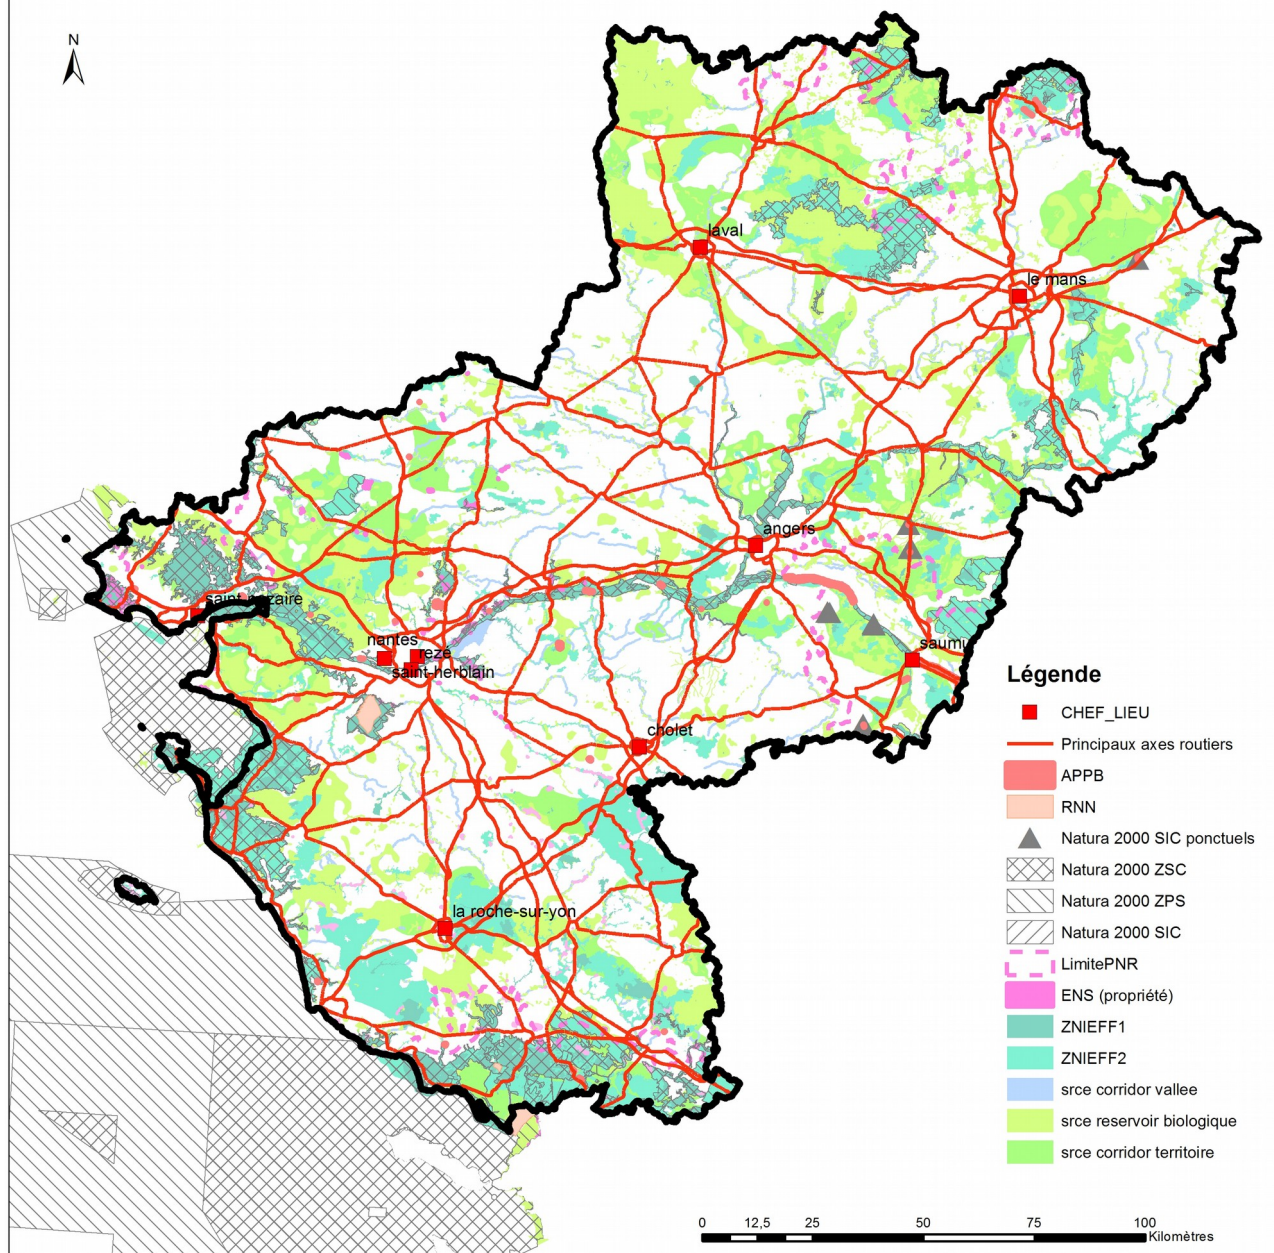 N
laval
le mans
angers
saint-nazaire
nantes
rezé
saint-herblain
saumu
cholet
la roche-sur-yon
Légende
CHEF_LIEU
Principaux axes routiers
APPB
RNN
Natura 2000 SIC ponctuels
Natura 2000 ZSC
Natura 2000 ZPS
Natura 2000 SIC
LimitePNR
ENS (propriété)
ZNIEFF1
ZNIEFF2
srce corridor vallee
srce reservoir biologique
srce corridor territoire
0 12,5 25 50 75 100
Kilomètres